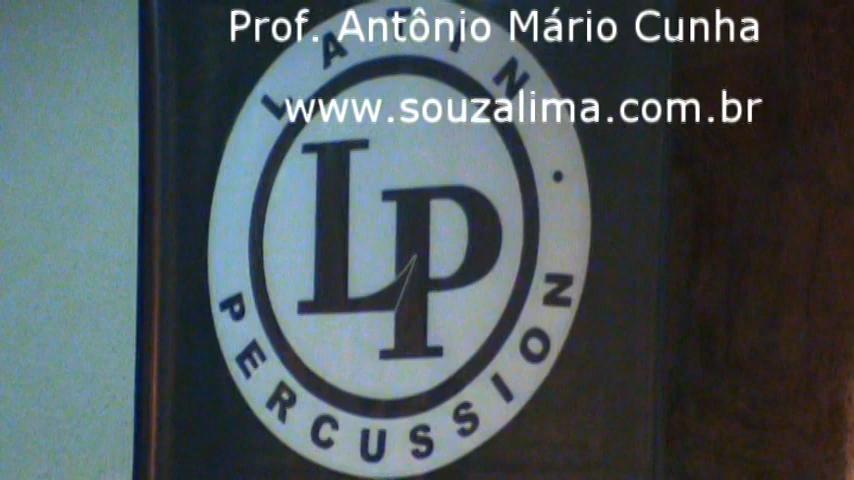 Prof. Antônio Mário Cunha
www.souzalima.com.br
LATIN
LP
PERCUSSION